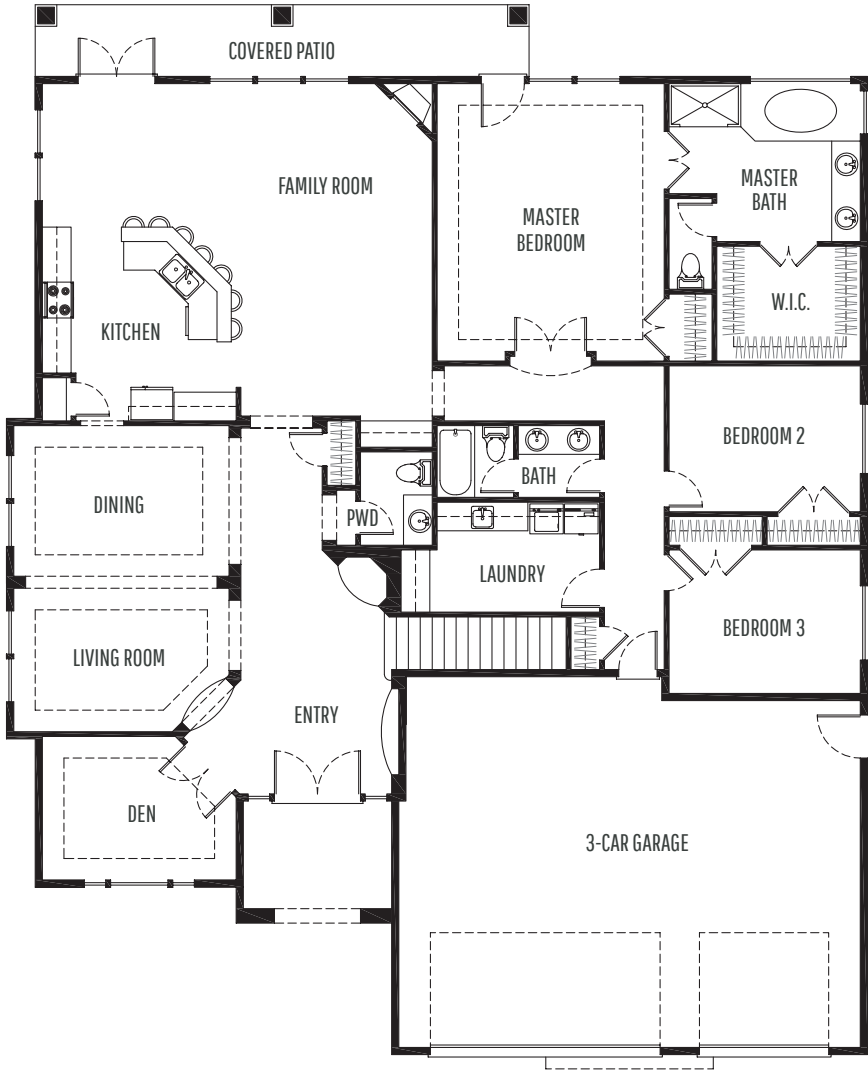 COVERED PATIO
FAMILY ROOM
MASTER
BEDROOM
MASTER
BATH
W.I.C.
KITCHEN
BEDROOM 2
DINING
BATH
PWD
LAUNDRY
BEDROOM 3
LIVING ROOM
ENTRY
DEN
3-CAR GARAGE